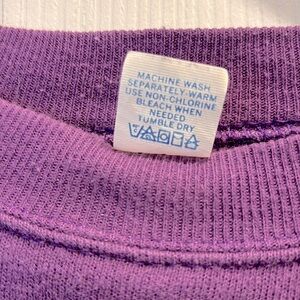 MACHINE WASH
SEPARATELY-WARM
USE NON-CHLORINE
BLEACH WHEN
NEEDED
TUMBLE DRY